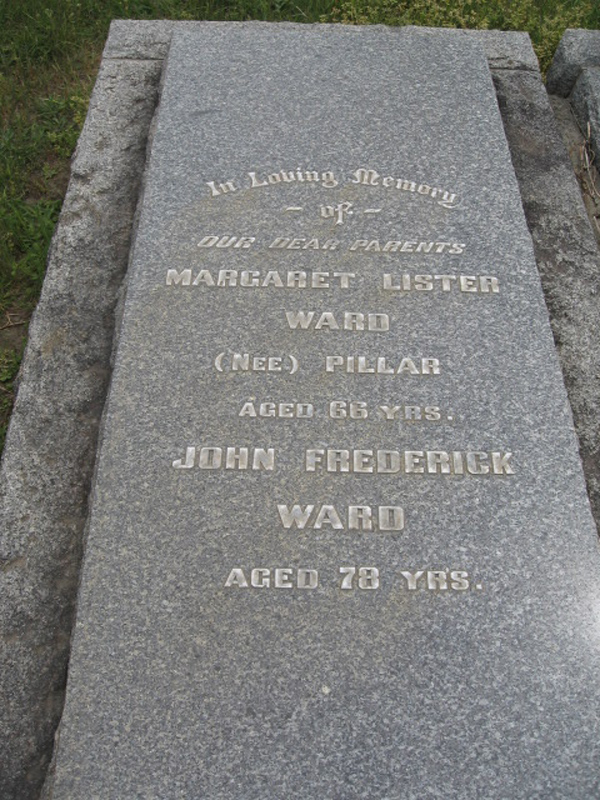 In Loving Memory
- of -
OUR DEAR PARENTS
MARGARET LISTER
WARD
(NEE) PILLAR
AGED 66 YRS.
JOHN FREDERICK
WARD
AGED 78 YRS.